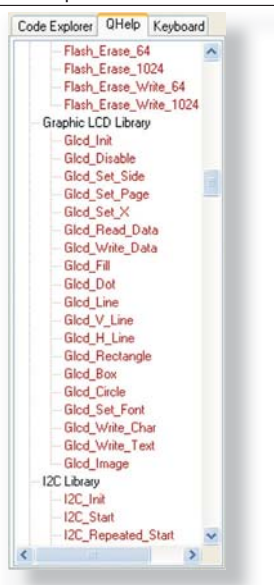 Code Explorer QHelp Keyboard
Flash_Erase_64
Flash_Erase_1024
Flash_Erase_Write_64
Flash_Erase_Write_1024
Graphic LCD Library
Glcd_Init
Glcd_Disable
Glcd_Set_Side
Glcd_Set_Page
Glcd_Set_X
Glcd_Read_Data
Glcd_Write_Data
Glcd_Fill
Glcd_Dot
Glcd_Line
Glcd_V_Line
Glcd_H_Line
Glcd_Rectangle
Glcd_Box
Glcd_Circle
Glcd_Set_Font
Glcd_Write_Char
Glcd_Write_Text
Glcd_Image
I2C Library
I2C_Init
I2C_Start
I2C_Repeated_Start